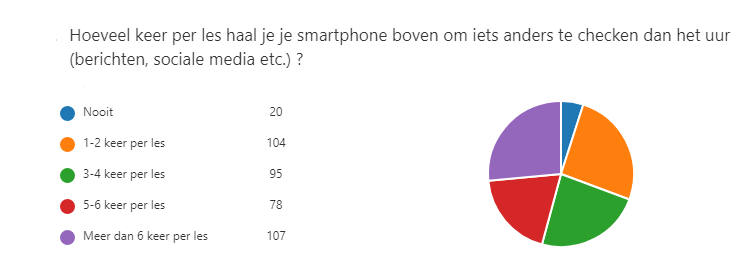 Hoeveel keer per les haal je je smartphone boven om iets anders te checken dan het uur
(berichten, sociale media etc.) ?
Nooit 20
1-2 keer per les 104
3-4 keer per les 95
5-6 keer per les 78
Meer dan 6 keer per les 107